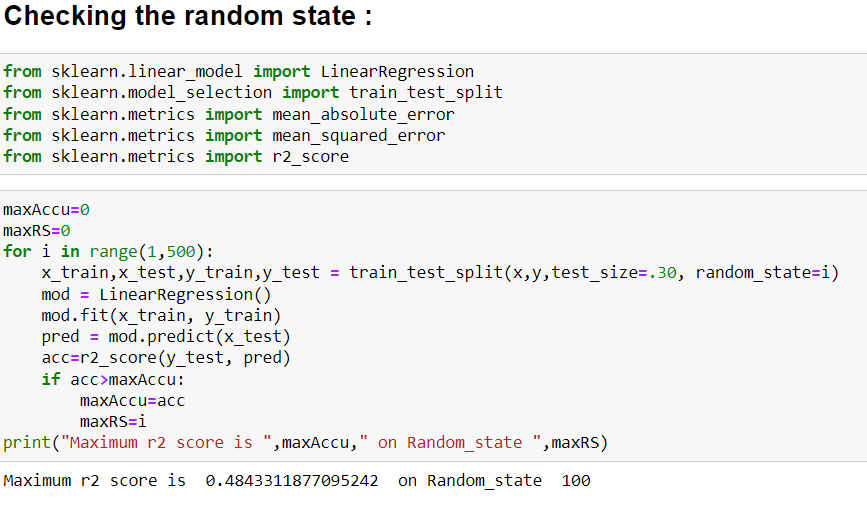 Checking the random state :
from sklearn.linear_model import LinearRegression
from sklearn.model_selection import train_test_split
from sklearn.metrics import mean_absolute_error
from sklearn.metrics import mean_squared_error
from sklearn.metrics import r2_score
maxAccu=0
maxRS=0
for i in range(1,500):
    x_train,x_test,y_train,y_test = train_test_split(x,y,test_size=.30, random_state=i)
    mod = LinearRegression()
    mod.fit(x_train, y_train)
    pred = mod.predict(x_test)
    acc=r2_score(y_test, pred)
    if acc>maxAccu:
        maxAccu=acc
        maxRS=i
print("Maximum r2 score is ",maxAccu," on Random_state ",maxRS)
Maximum r2 score is  0.4843311877095242  on Random_state  100